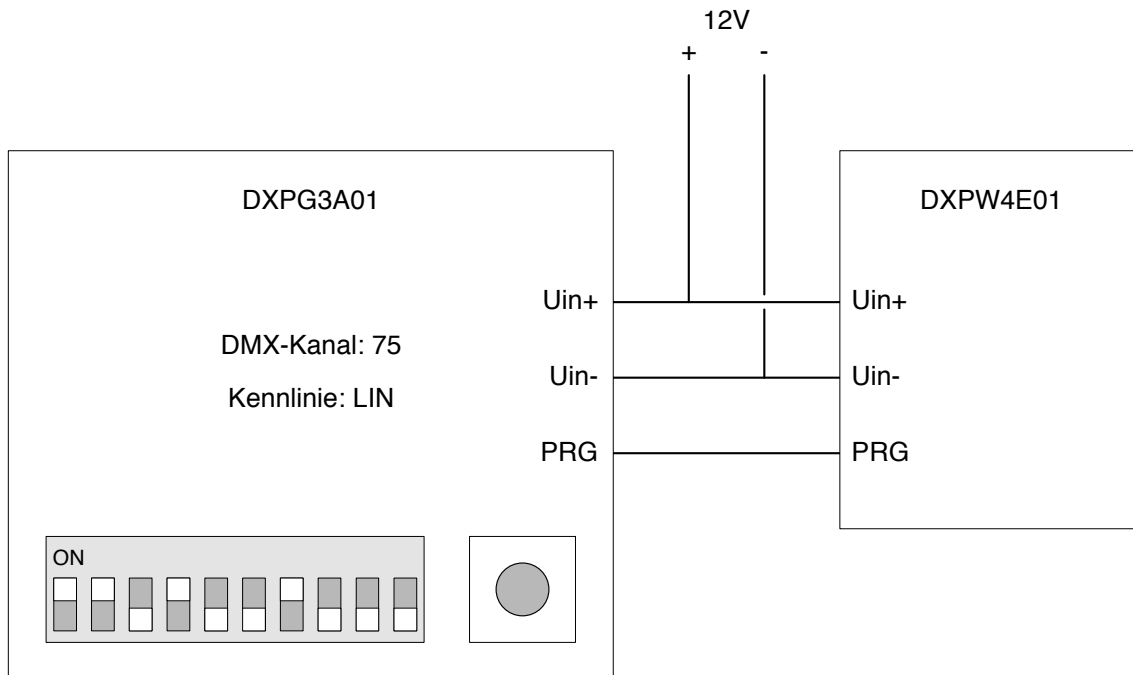 12V
+ -
DXPG3A01
DXPW4E01
Uin+
Uin+
DMX-Kanal: 75
Uin-
Uin-
Kennlinie: LIN
PRG
PRG
ON